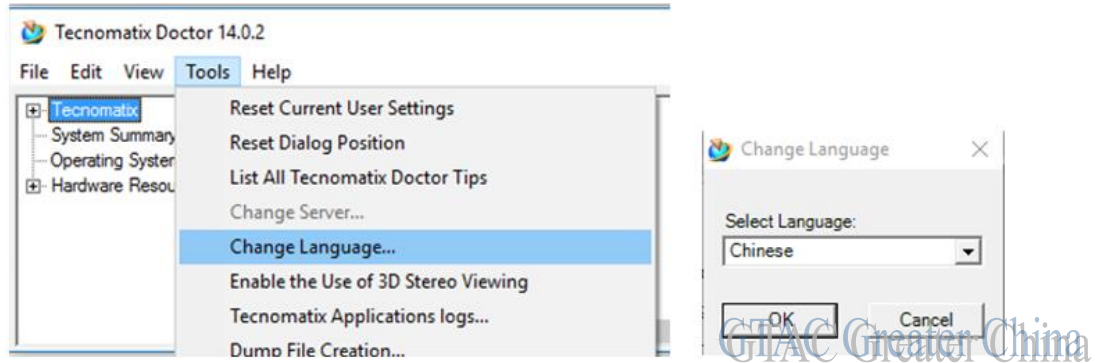 Tecnomatix Doctor 14.0.2
File Edit View Tools Help
Tecnomatix
System Summary
Operating System
Hardware Resou
Reset Current User Settings
Reset Dialog Position
List All Tecnomatix Doctor Tips
Change Server...
Change Language...
Enable the Use of 3D Stereo Viewing
Tecnomatix Applications logs...
Dump File Creation...
Change Language
Select Language:
Chinese
OK Cancel
GTAC Greater China